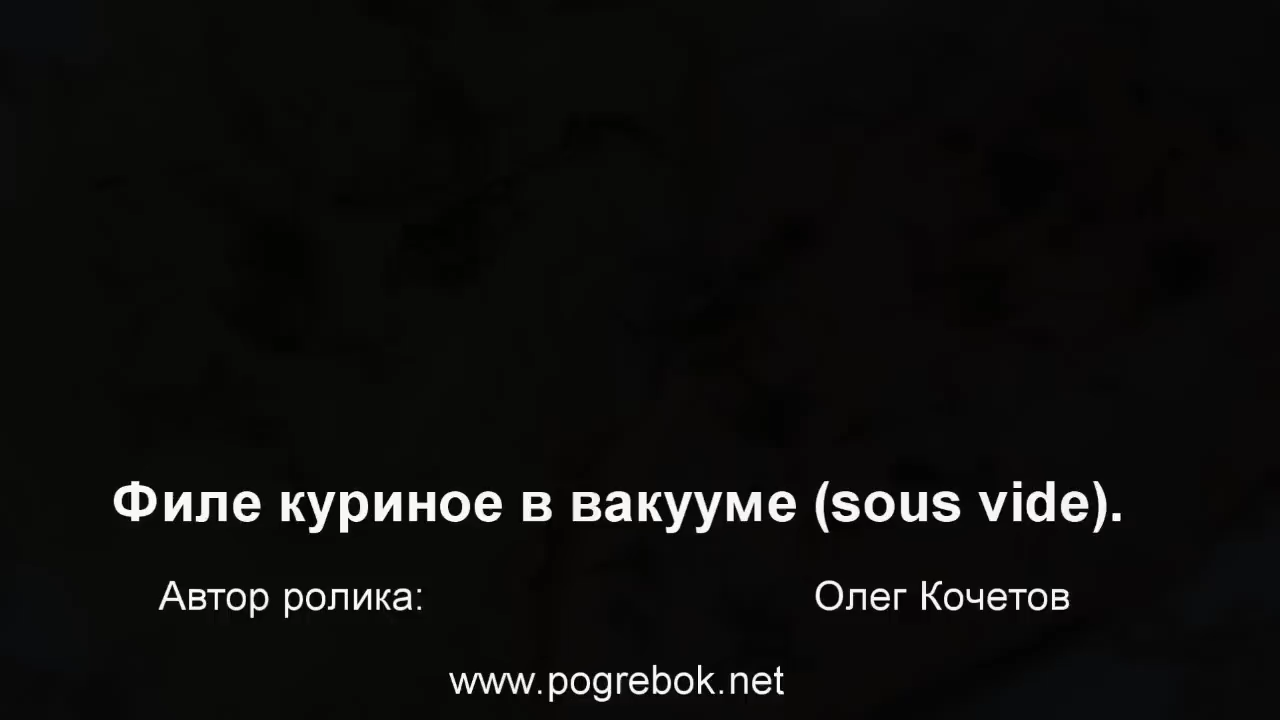 Филе куриное в вакууме (sous vide).
Автор ролика: Олег Кочетов
www.pogrebok.net